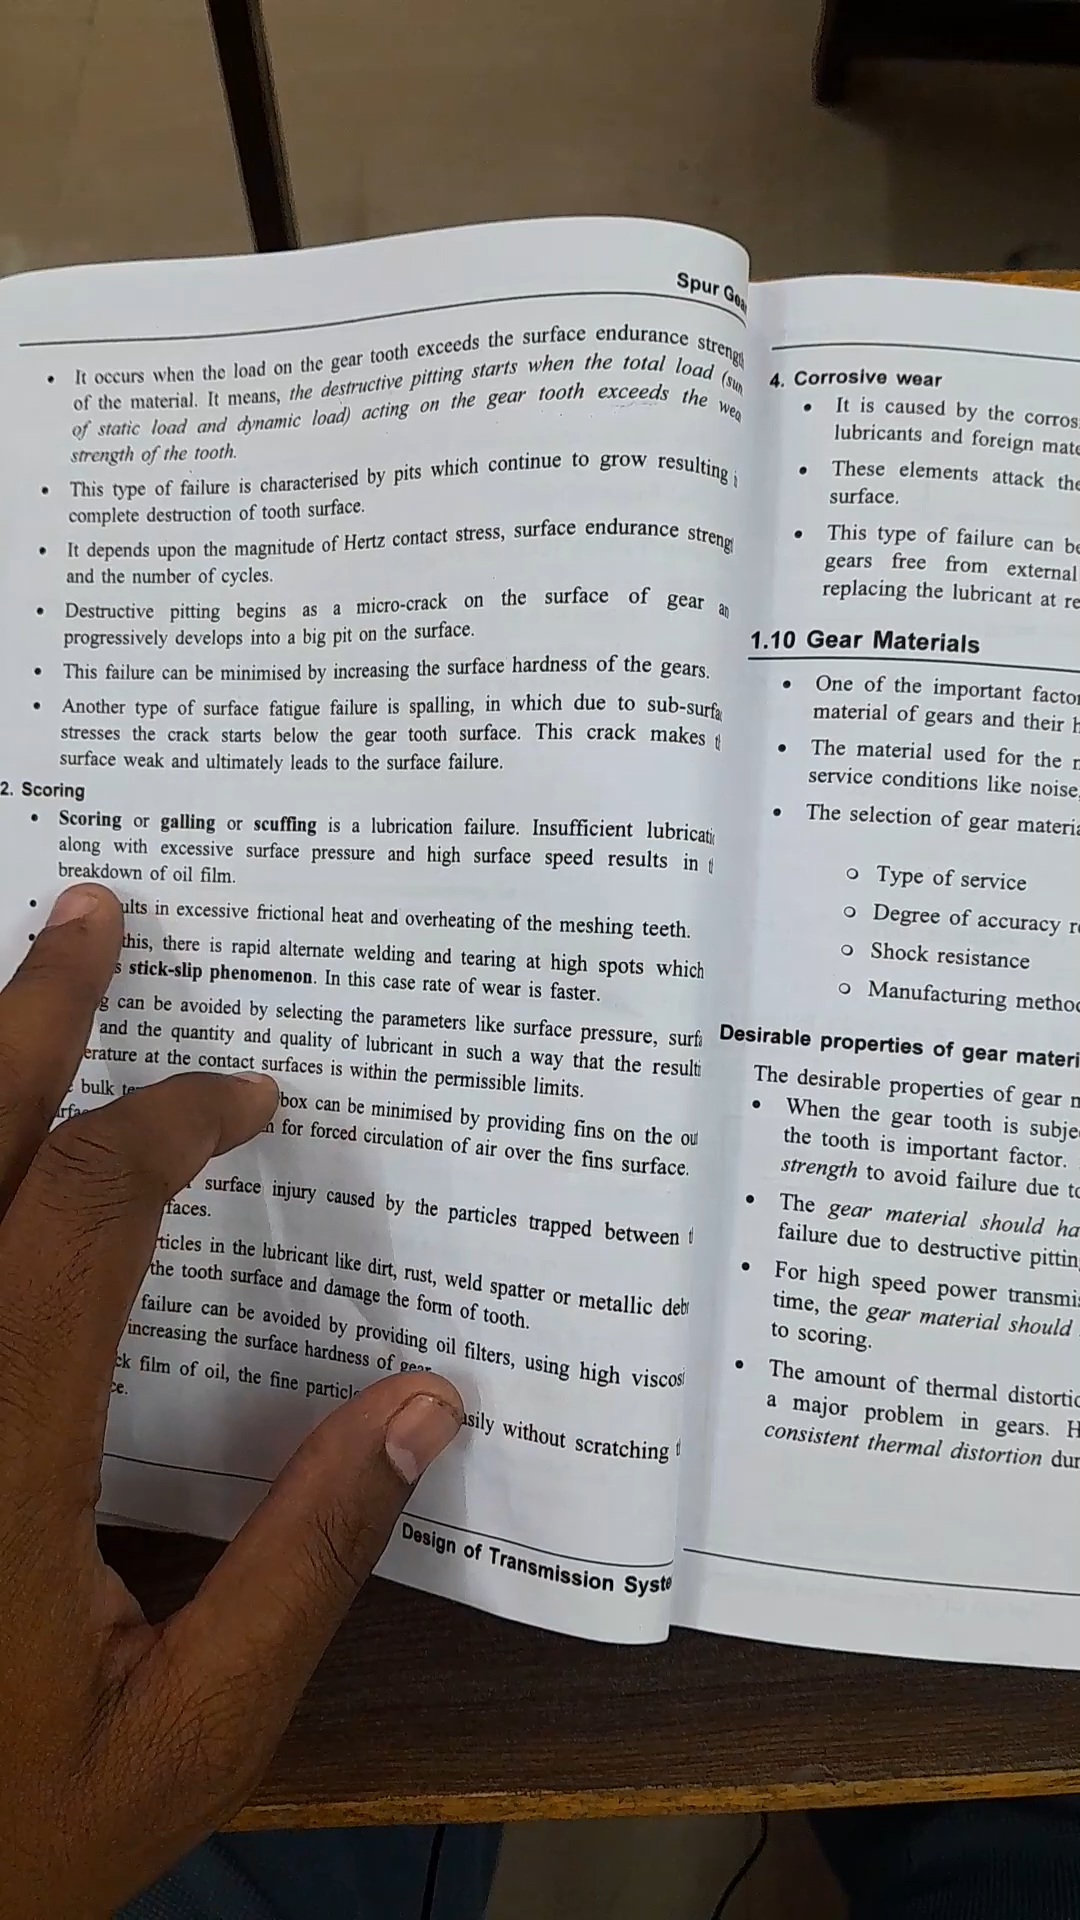 Spur Gea
It occurs when the load on the gear tooth exceeds the surface endurance strengt
of the material. It means, the destructive pitting starts when the total load (sum
of static load and dynamic load) acting on the gear tooth exceeds the wea
strength of the tooth.
This type of failure is characterised by pits which continue to grow resulting
complete destruction of tooth surface.
It depends upon the magnitude of Hertz contact stress, surface endurance strengt
and the number of cycles.
Destructive pitting begins as a micro-crack on the surface of gear an
progressively develops into a big pit on the surface.
This failure can be minimised by increasing the surface hardness of the gears.
Another type of surface fatigue failure is spalling, in which due to sub-surfac
stresses the crack starts below the gear tooth surface. This crack makes t
surface weak and ultimately leads to the surface failure.
2. Scoring
Scoring or galling or scuffing is a lubrication failure. Insufficient lubricatio
along with excessive surface pressure and high surface speed results in t
breakdown of oil film.
ults in excessive frictional heat and overheating of the meshing teeth.
this, there is rapid alternate welding and tearing at high spots which
s stick-slip phenomenon. In this case rate of wear is faster.
g can be avoided by selecting the parameters like surface pressure, surfa
and the quantity and quality of lubricant in such a way that the resulti
erature at the contact surfaces is within the permissible limits.
bulk te box can be minimised by providing fins on the out
for forced circulation of air over the fins surface.
surface injury caused by the particles trapped between t
faces.
ticles in the lubricant like dirt, rust, weld spatter or metallic debr
the tooth surface and damage the form of tooth.
failure can be avoided by providing oil filters, using high viscosi
increasing the surface hardness of gear
ck film of oil, the fine particle asily without scratching t
ce.
Design of Transmission Syste
4. Corrosive wear
It is caused by the corros
lubricants and foreign mate
These elements attack the
surface.
This type of failure can be
gears free from external
replacing the lubricant at re
1.10 Gear Materials
One of the important factor
material of gears and their h
The material used for the
service conditions like noise,
The selection of gear materia
Type of service
Degree of accuracy re
Shock resistance
Manufacturing method
Desirable properties of gear materi
The desirable properties of gear m
When the gear tooth is subje
the tooth is important factor.
strength to avoid failure due to
The gear material should ha
failure due to destructive pitting
For high speed power transmis
time, the gear material should
to scoring.
The amount of thermal distortio
a major problem in gears. H
consistent thermal distortion dur